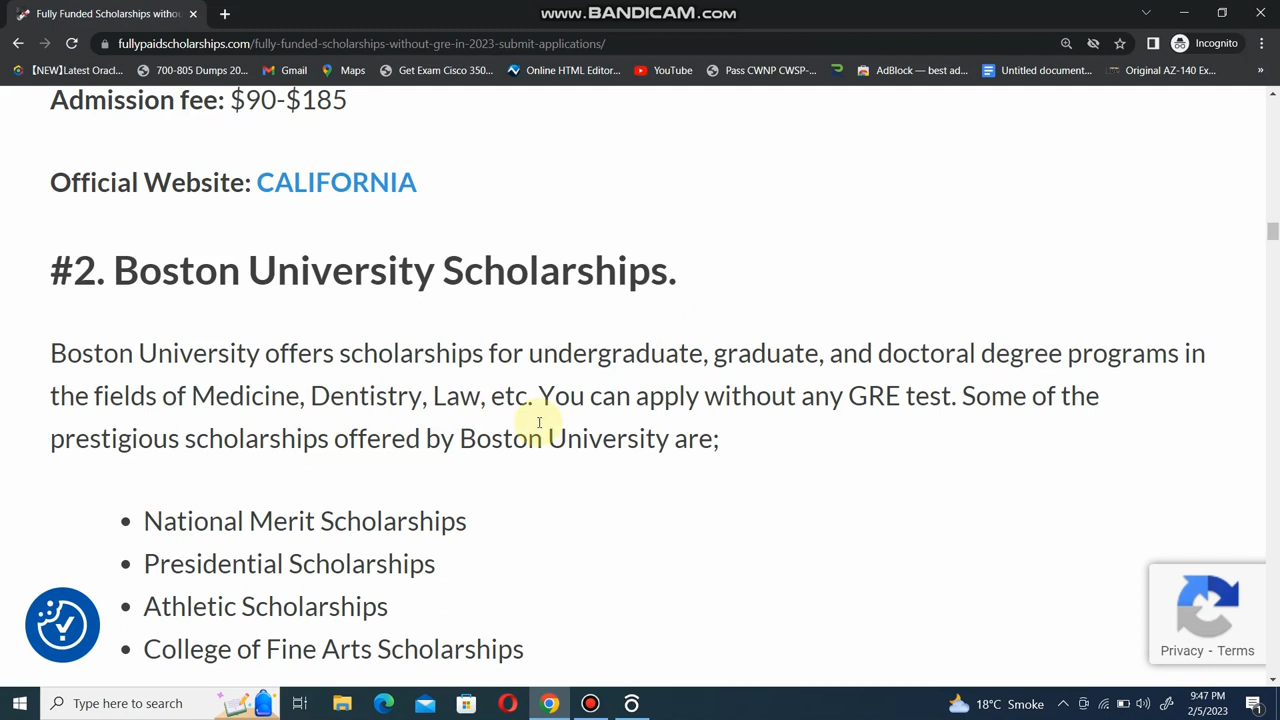 Fully Funded Scholarships withou
WWW.BANDICAM.COM
fullypaidscholarships.com/fully-funded-scholarships-without-gre-in-2023-submit-applications/
Incognito
【NEW】Latest Oracl...
700-805 Dumps 20...
Gmail
Maps
Get Exam Cisco 350...
Online HTML Editor...
YouTube
Pass CWNP CWSP-...
AdBlock — best ad...
Untitled document...
Original AZ-140 Ex...
Admission fee: $90-$185
Official Website: CALIFORNIA
#2. Boston University Scholarships.
Boston University offers scholarships for undergraduate, graduate, and doctoral degree programs in
the fields of Medicine, Dentistry, Law, etc. You can apply without any GRE test. Some of the
prestigious scholarships offered by Boston University are;
• National Merit Scholarships
• Presidential Scholarships
• Athletic Scholarships
• College of Fine Arts Scholarships
Privacy - Terms
Type here to search
18°C Smoke
9:47 PM
2/5/2023
1